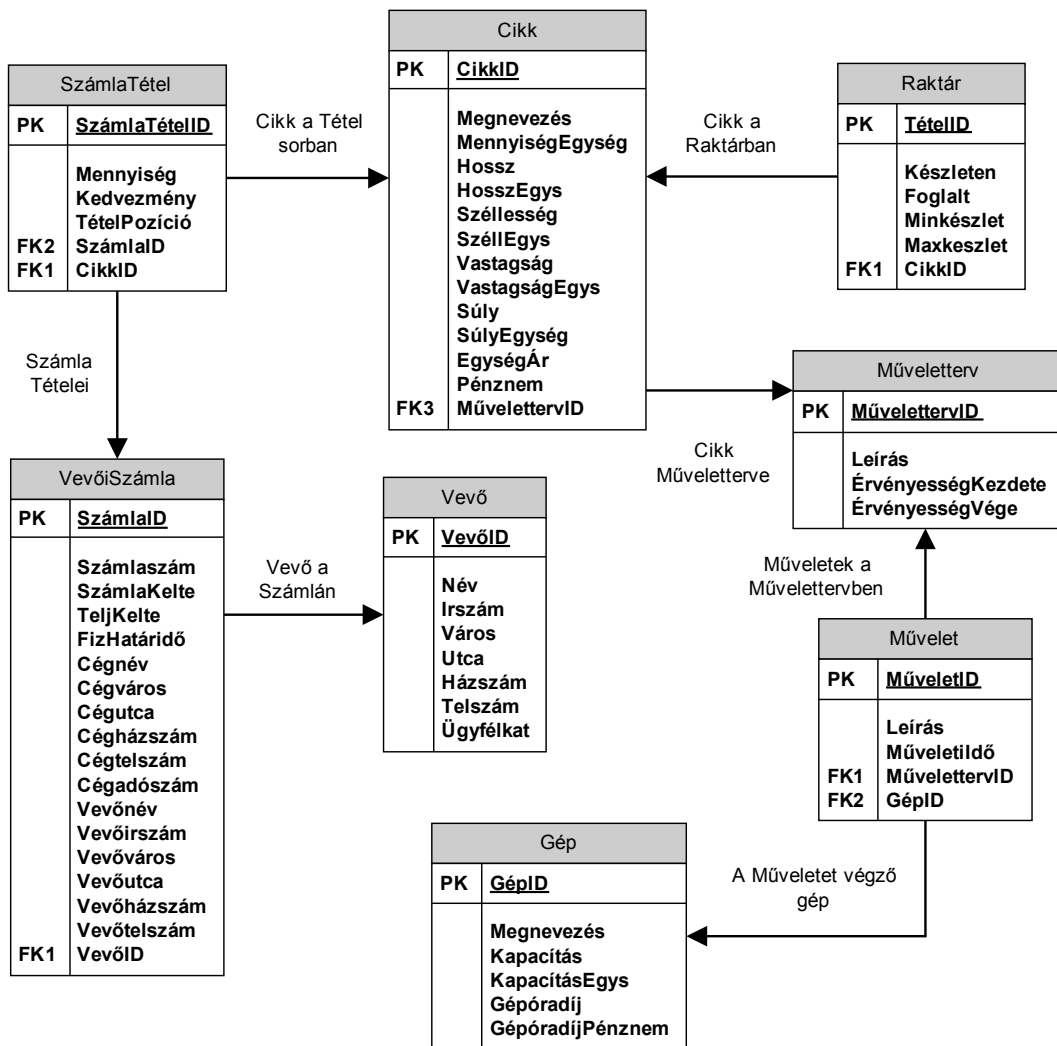 Cikk
PK CikkID
Megnevezés
MennyiségEgység
Hossz
HosszEgys
Széllesség
SzéllEgys
Vastagság
VastagságEgys
Súly
SúlyEgység
EgységÁr
Pénznem
FK3 MűvelettervID
SzámlaTétel
PK SzámlaTételID
Mennyiség
Kedvezmény
TételPozíció
FK2 SzámlaID
FK1 CikkID
Cikk a Tétel
sorban
Raktár
PK TételID
Készleten
Foglalt
Minkészlet
Maxkeszlet
FK1 CikkID
Cikk a
Raktárban
Számla
Tételei
Műveletterv
PK MűvelettervID
Leírás
ÉrvényességKezdete
ÉrvényességVége
Cikk
Műveletterve
VevőiSzámla
PK SzámlaID
Számlaszám
SzámlaKelte
TeljKelte
FizHatáridő
Cégnév
Cégváros
Cégutca
Cégházszám
Cégtelszám
Cégadószám
Vevőnév
Vevőirszám
Vevőváros
Vevőutca
Vevőházszám
Vevőtelszám
FK1 VevőID
Vevő a
Számlán
Vevő
PK VevőID
Név
Irszám
Város
Utca
Házszám
Telszám
Ügyfélkat
Műveletek a
Művelettervben
Művelet
PK MűveletID
Leírás
MűveletiIdő
FK1 MűvelettervID
FK2 GépID
A Műveletet végző
gép
Gép
PK GépID
Megnevezés
Kapacítás
KapacításEgys
Gépóradíj
GépóradíjPénznem